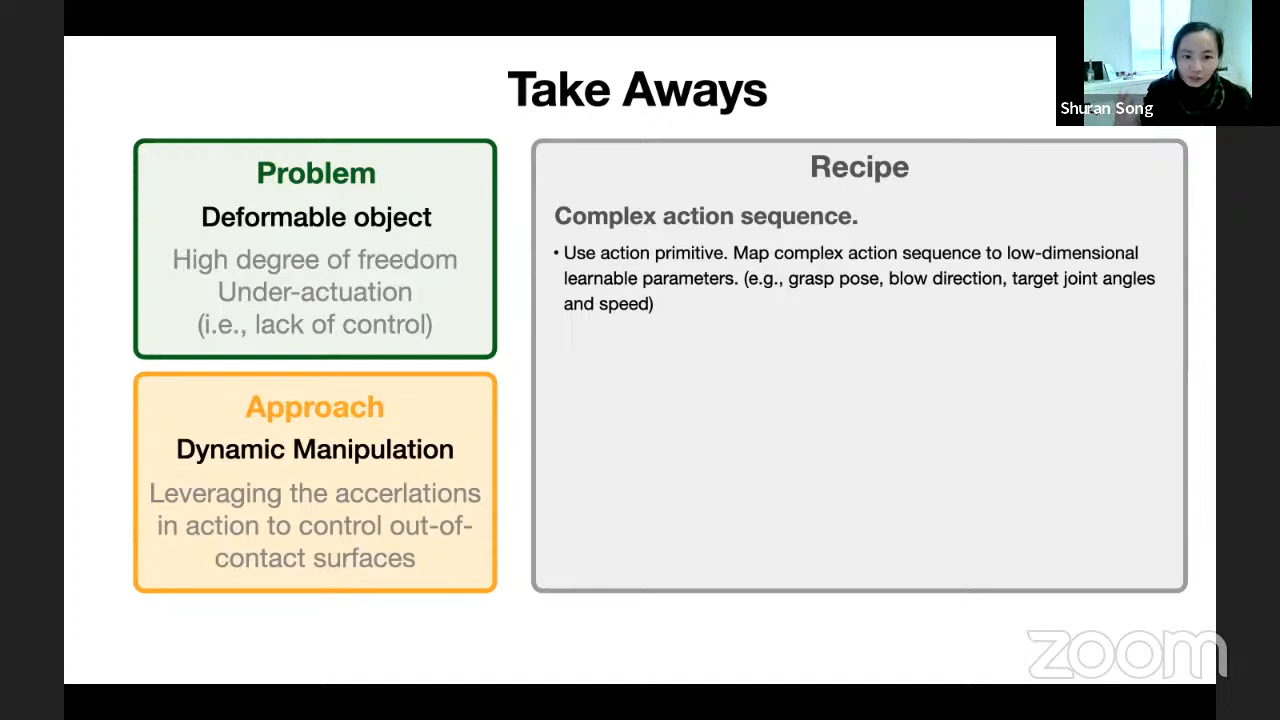 Take Aways
Shuran Song
Problem
Deformable object
High degree of freedom
Under-actuation
(i.e., lack of control)
Approach
Dynamic Manipulation
Leveraging the accerlations
in action to control out-of-
contact surfaces
Recipe
Complex action sequence.
• Use action primitive. Map complex action sequence to low-dimensional
learnable parameters. (e.g., grasp pose, blow direction, target joint angles
and speed)
zoom